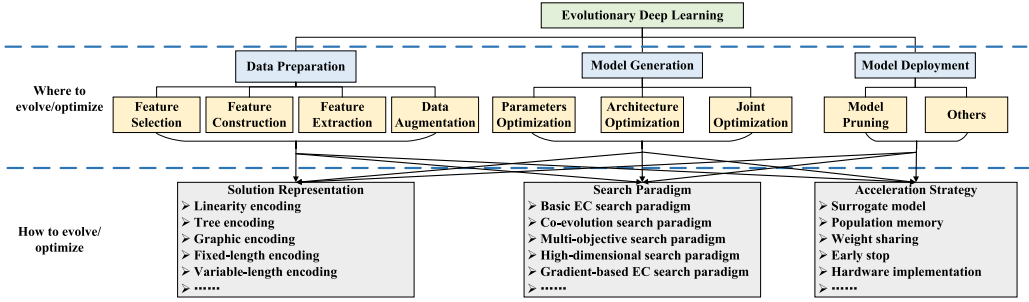 Evolutionary Deep Learning
Where to
evolve/optimize
Data Preparation
Model Generation
Model Deployment
Feature
Selection
Feature
Construction
Feature
Extraction
Data
Augmentation
Parameters
Optimization
Architecture
Optimization
Joint
Optimization
Model
Pruning
Others
How to evolve/
optimize
Solution Representation
➢ Linearity encoding
➢ Tree encoding
➢ Graphic encoding
➢ Fixed-length encoding
➢ Variable-length encoding
➢ ······
Search Paradigm
➢ Basic EC search paradigm
➢ Co-evolution search paradigm
➢ Multi-objective search paradigm
➢ High-dimensional search paradigm
➢ Gradient-based EC search paradigm
➢ ······
Acceleration Strategy
➢ Surrogate model
➢ Population memory
➢ Weight sharing
➢ Early stop
➢ Hardware implementation
➢ ······